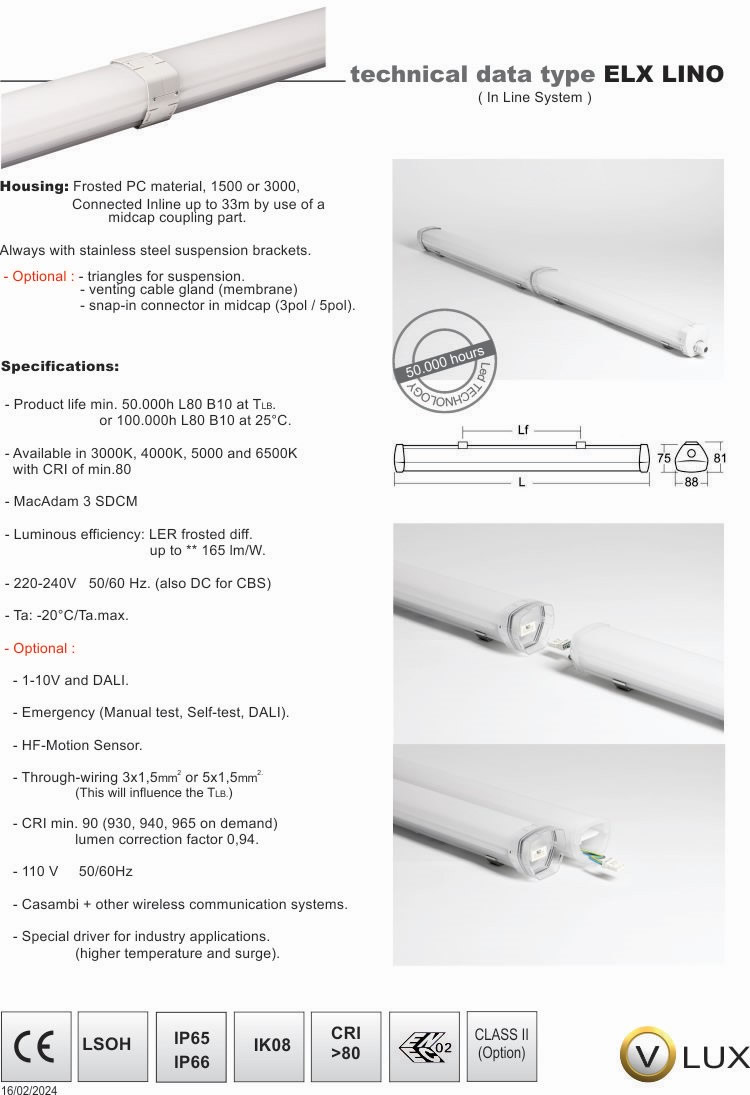 technical data type ELX LINO
( In Line System )
Housing: Frosted PC material, 1500 or 3000,
Connected Inline up to 33m by use of a
midcap coupling part.
Always with stainless steel suspension brackets.
- Optional : - triangles for suspension.
- venting cable gland (membrane)
- snap-in connector in midcap (3pol / 5pol).
50.000 hours
Led TECHNOLOGY
Specifications:
- Product life min. 50.000h L80 B10 at TLB.
or 100.000h L80 B10 at 25°C.
- Available in 3000K, 4000K, 5000 and 6500K
with CRI of min.80
- MacAdam 3 SDCM
- Luminous efficiency: LER frosted diff.
up to ** 165 lm/W.
- 220-240V 50/60 Hz. (also DC for CBS)
- Ta: -20°C/Ta.max.
- Optional :
- 1-10V and DALI.
- Emergency (Manual test, Self-test, DALI).
- HF-Motion Sensor.
- Through-wiring 3x1,5mm² or 5x1,5mm².
(This will influence the TLB.)
- CRI min. 90 (930, 940, 965 on demand)
lumen correction factor 0,94.
- 110 V 50/60Hz
- Casambi + other wireless communication systems.
- Special driver for industry applications.
(higher temperature and surge).
Lf
L
75
81
88
CE
LSOH
IP65
IP66
IK08
CRI
>80
02
CLASS II
(Option)
V LUX
16/02/2024